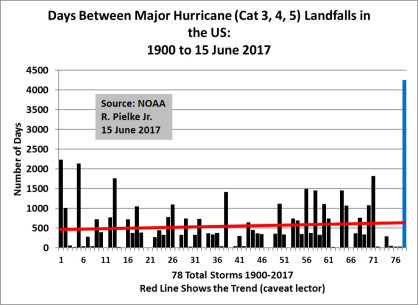 Days Between Major Hurricane (Cat 3, 4, 5) Landfalls in
the US:
1900 to 15 June 2017
4500
4000
3500
3000
2500
2000
1500
1000
500
0
Number of Days
Source: NOAA
R. Pielke Jr.
15 June 2017
1 6 11 16 21 26 31 36 41 46 51 56 61 66 71 76
78 Total Storms 1900-2017
Red Line Shows the Trend (caveat lector)